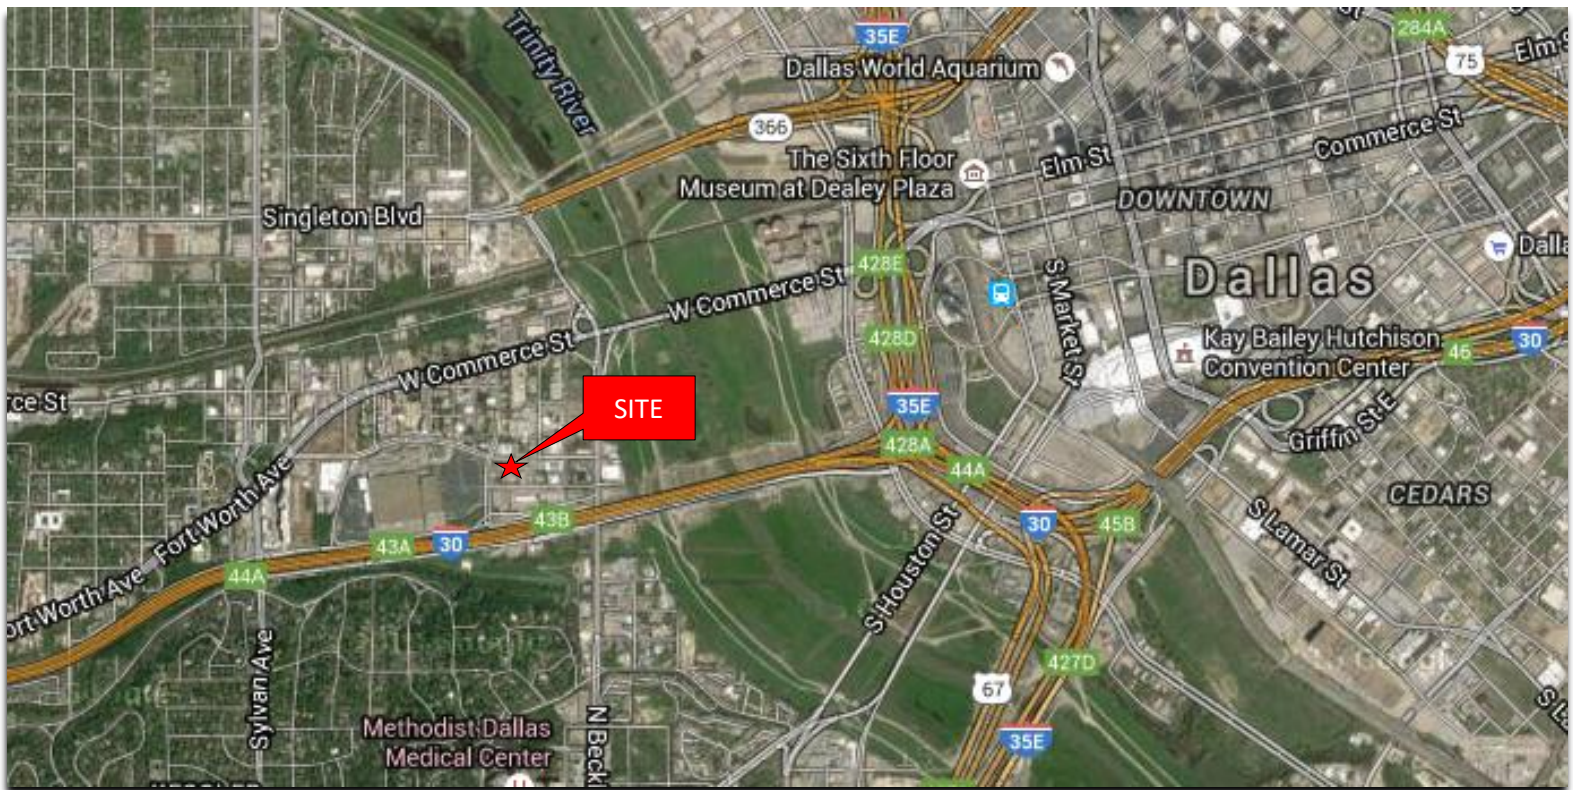 35E
284A
Elm S
75
Dallas World Aquarium
Trinity River
366
Commerce St
The Sixth Floor
Museum at Dealey Plaza
Elm St
DOWNTOWN
Singleton Blvd
428E
Dalla
Dallas
W Commerce St
S Market St
428D
Kay Bailey Hutchison
Convention Center
46
30
W Commerce St
rce St
SITE
35E
Griffin St E
428A
44A
CEDARS
Fort Worth Ave
43B
30
45B
43A
30
S Lamar St
44A
ort Worth Ave
S Houston St
Sylvan Ave
427D
67
Methodist Dallas
Medical Center
N Beckl
35E
S L